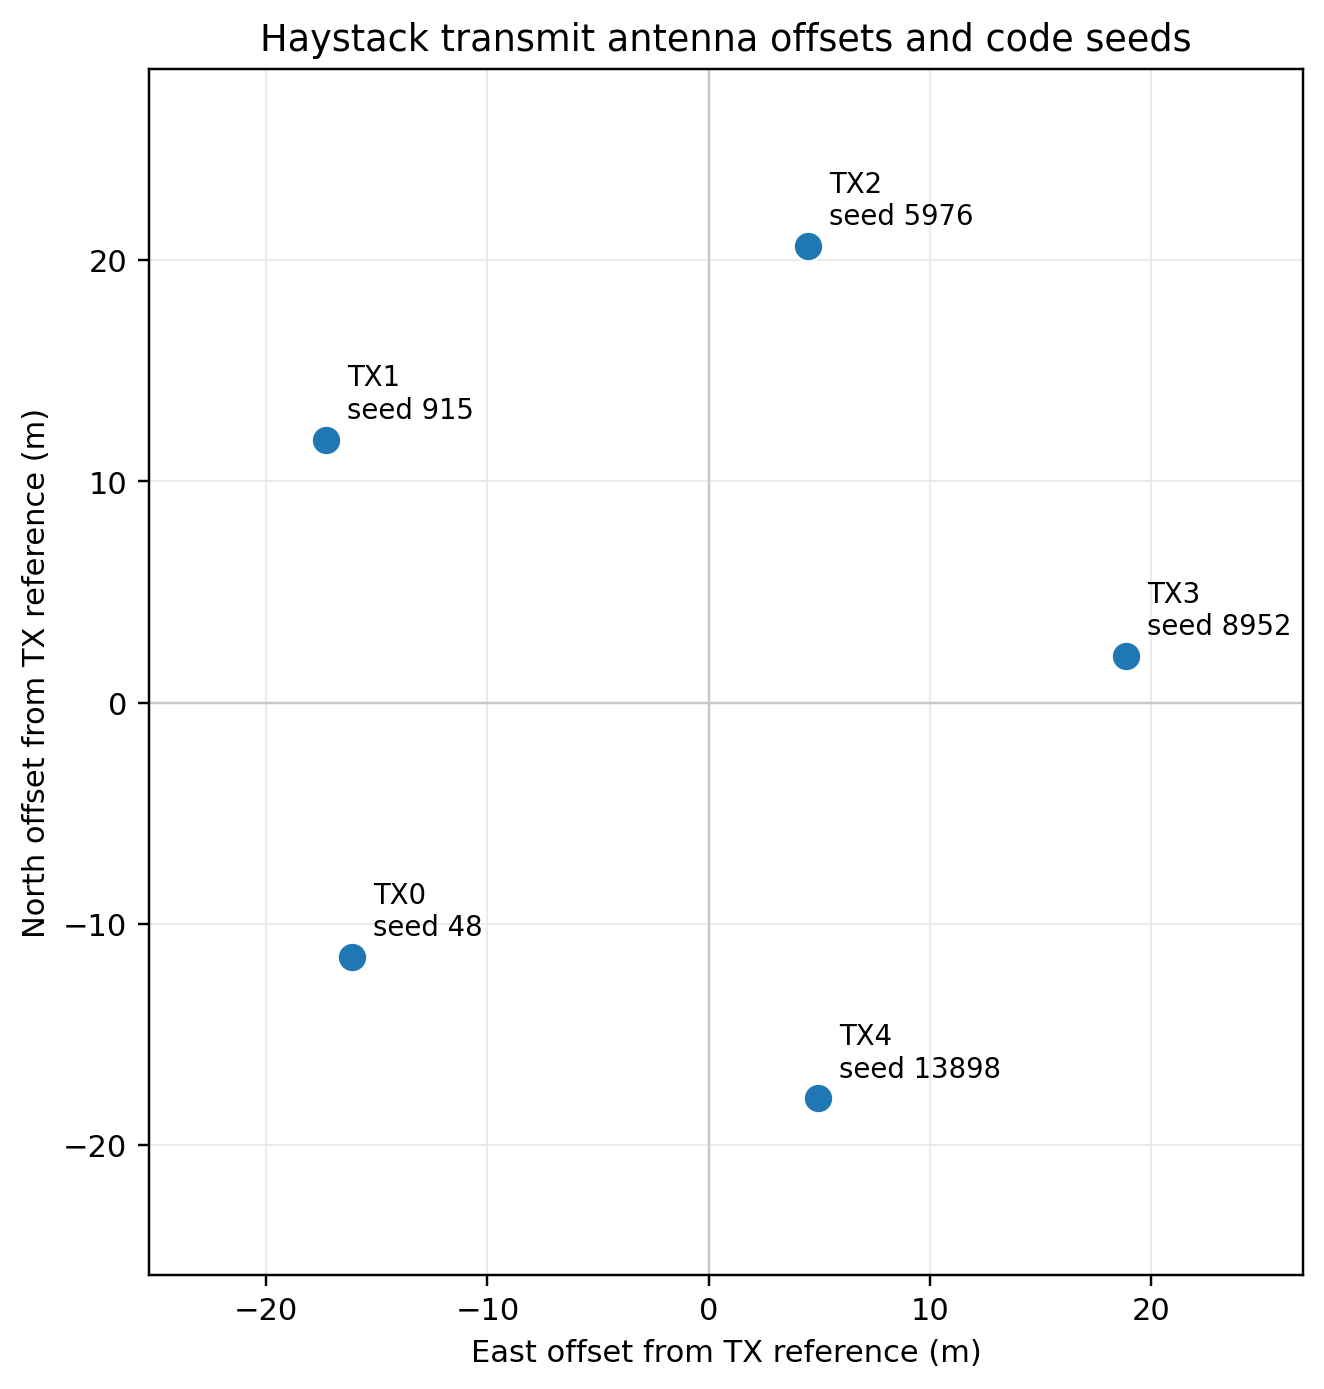 Haystack transmit antenna offsets and code seeds
TX2
seed 5976
TX1
seed 915
TX3
seed 8952
TX0
seed 48
TX4
seed 13898
North offset from TX reference (m)
20
10
0
−10
−20
−20
−10
0
10
20
East offset from TX reference (m)